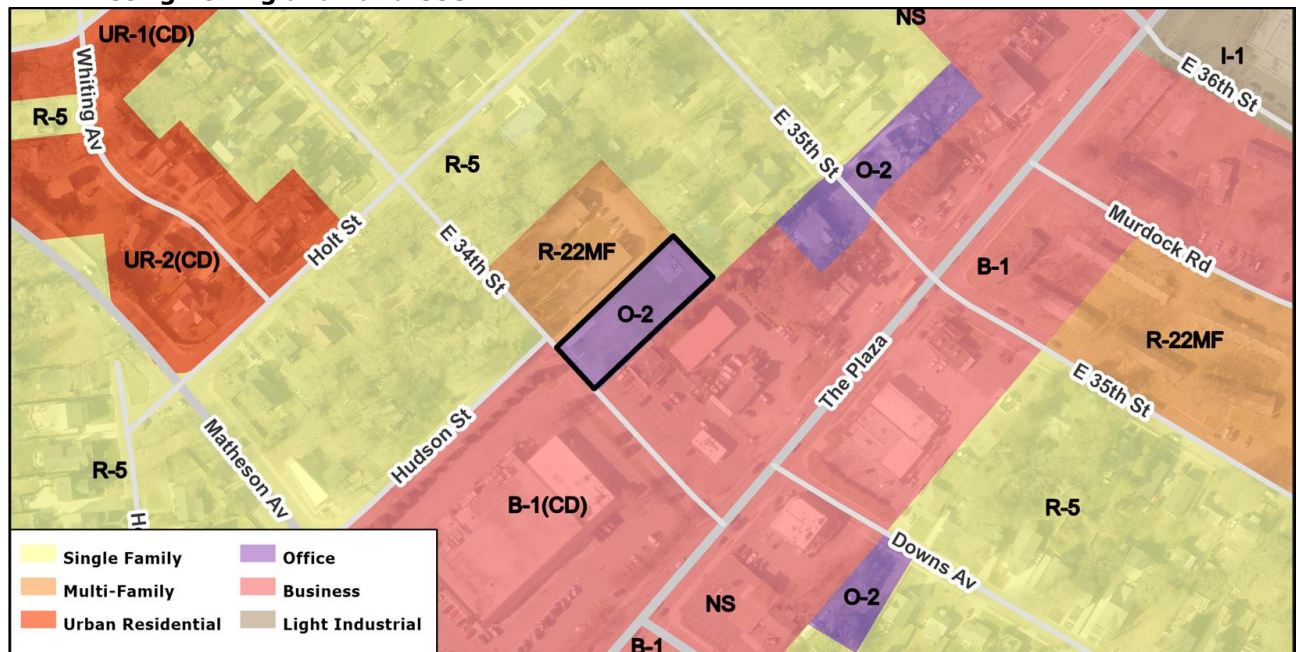 UR-1(CD)
NS
I-1
Whiting Av
E 36th St
R-5
R-5
E 35th St
O-2
Murdock Rd
Holt St
E 34th St
R-22MF
UR-2(CD)
B-1
O-2
R-22MF
The Plaza
E 35th St
Matheson Av
Hudson St
R-5
B-1(CD)
R-5
Downs Av
O-2
NS
B-1
Single Family
Office
Multi-Family
Business
Urban Residential
Light Industrial